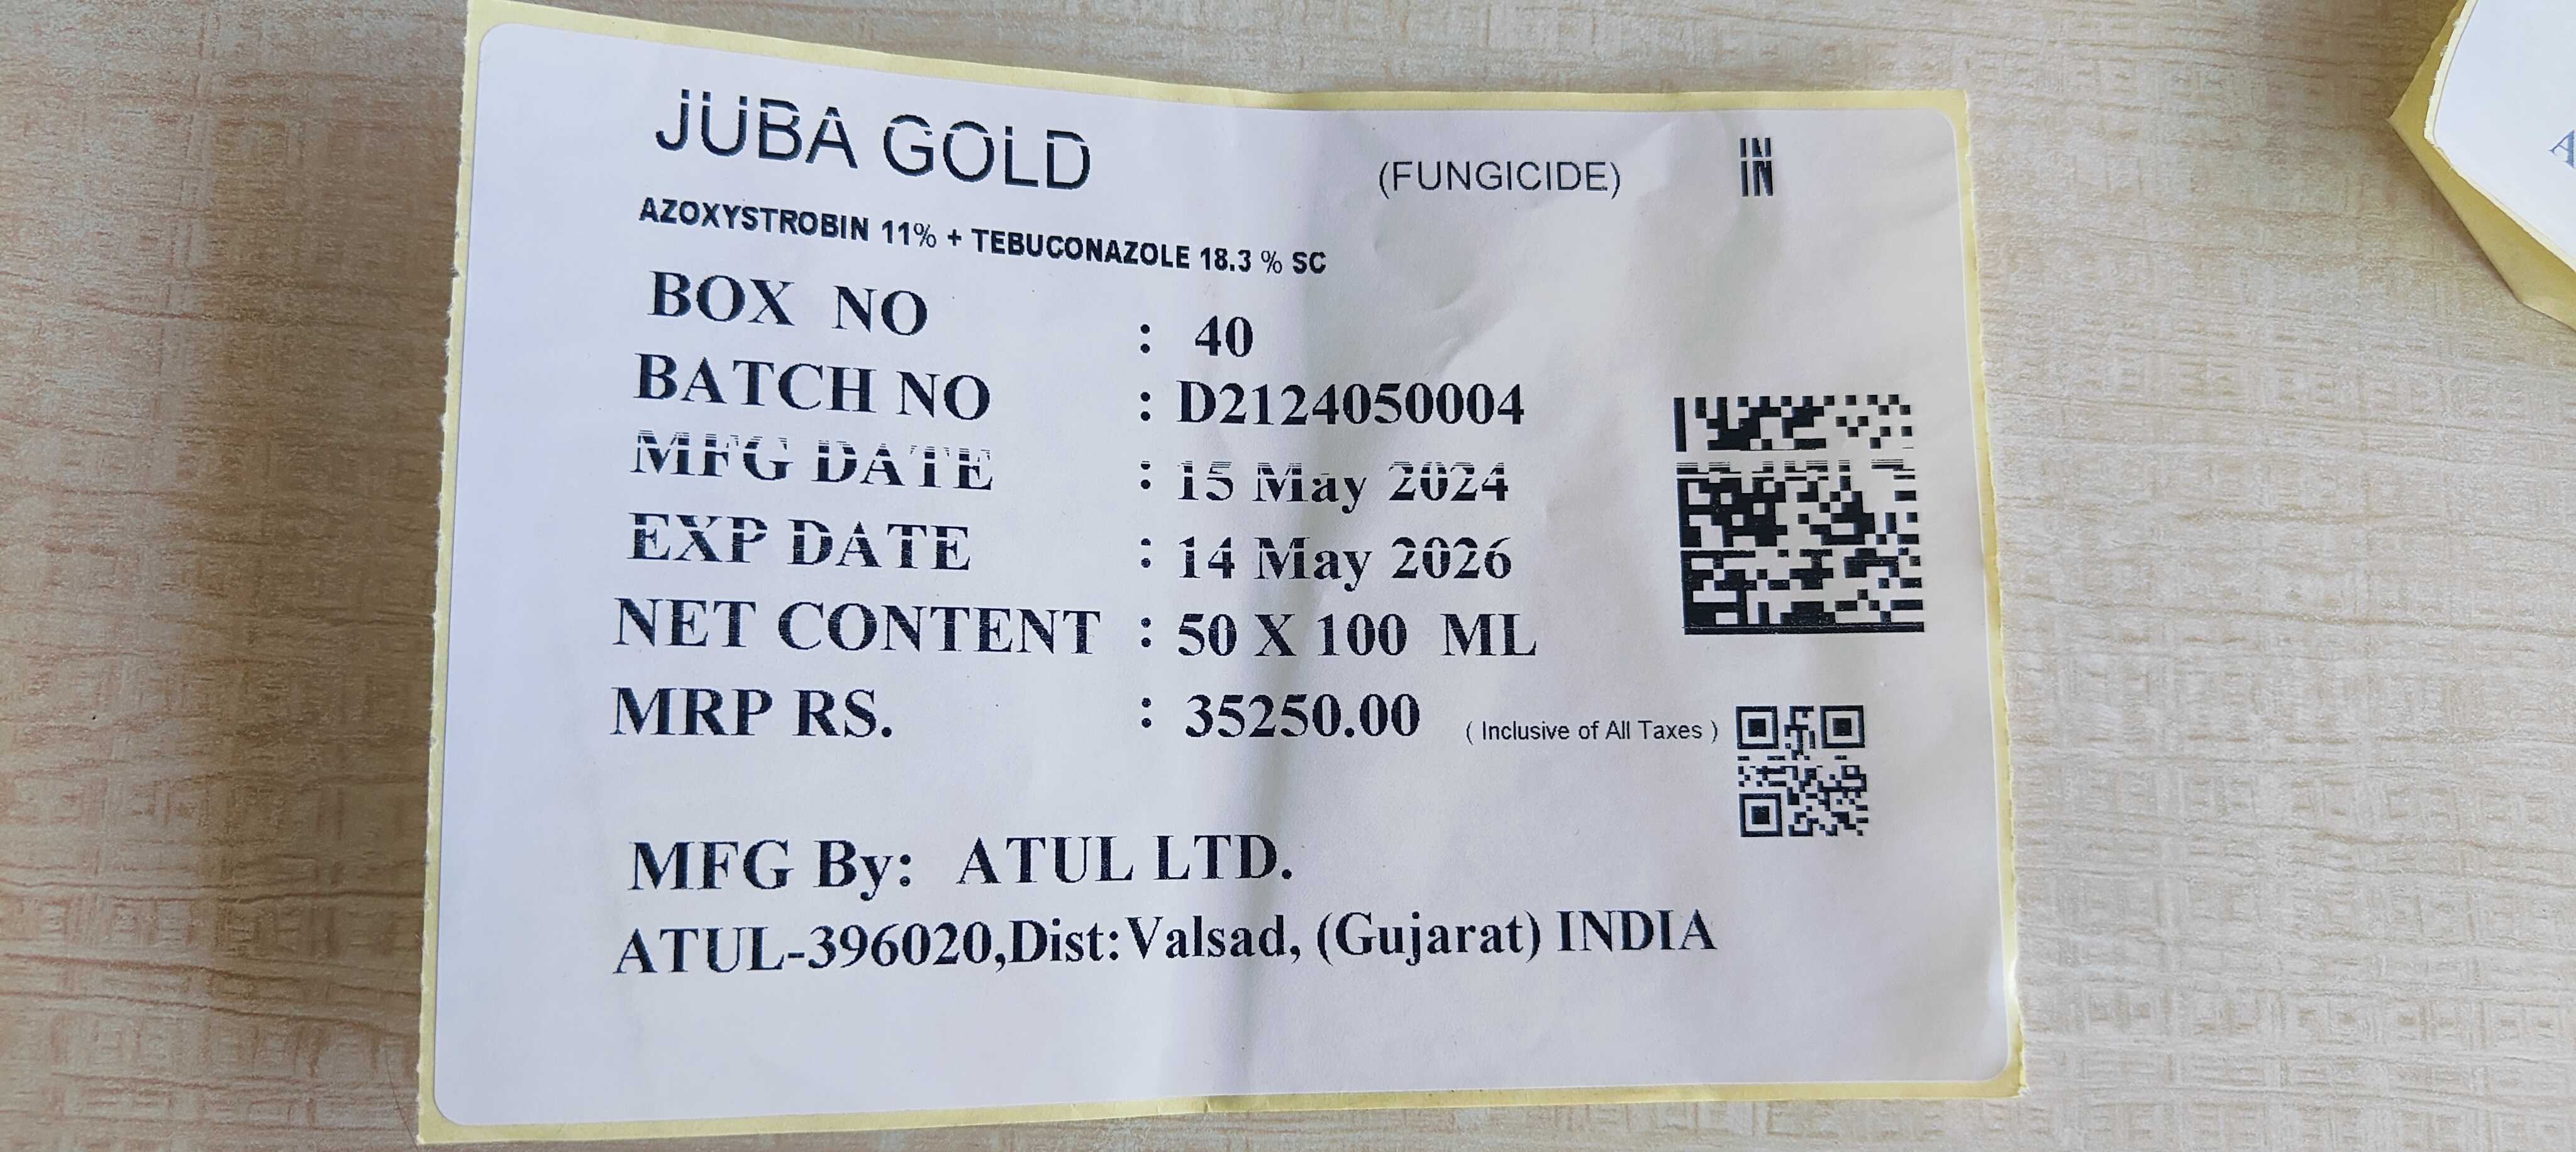 JUBA GOLD (FUNGICIDE) IN
AZOXYSTROBIN 11% + TEBUCONAZOLE 18.3 % SC
BOX NO : 40
BATCH NO : D2124050004
MFG DATE : 15 May 2024
EXP DATE : 14 May 2026
NET CONTENT : 50 X 100 ML
MRP RS. : 35250.00 ( Inclusive of All Taxes )
MFG By: ATUL LTD.
ATUL-396020,Dist:Valsad, (Gujarat) INDIA